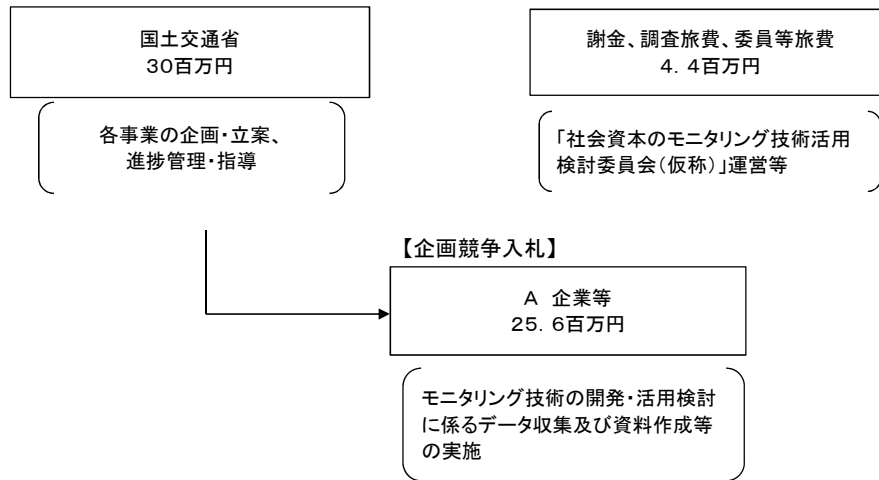 国土交通省
30百万円
各事業の企画・立案、
進捗管理・指導
謝金、調査旅費、委員等旅費
4.4百万円
「社会資本のモニタリング技術活用
検討委員会(仮称)」運営等
【企画競争入札】
A 企業等
25.6百万円
モニタリング技術の開発・活用検討
に係るデータ収集及び資料作成等
の実施